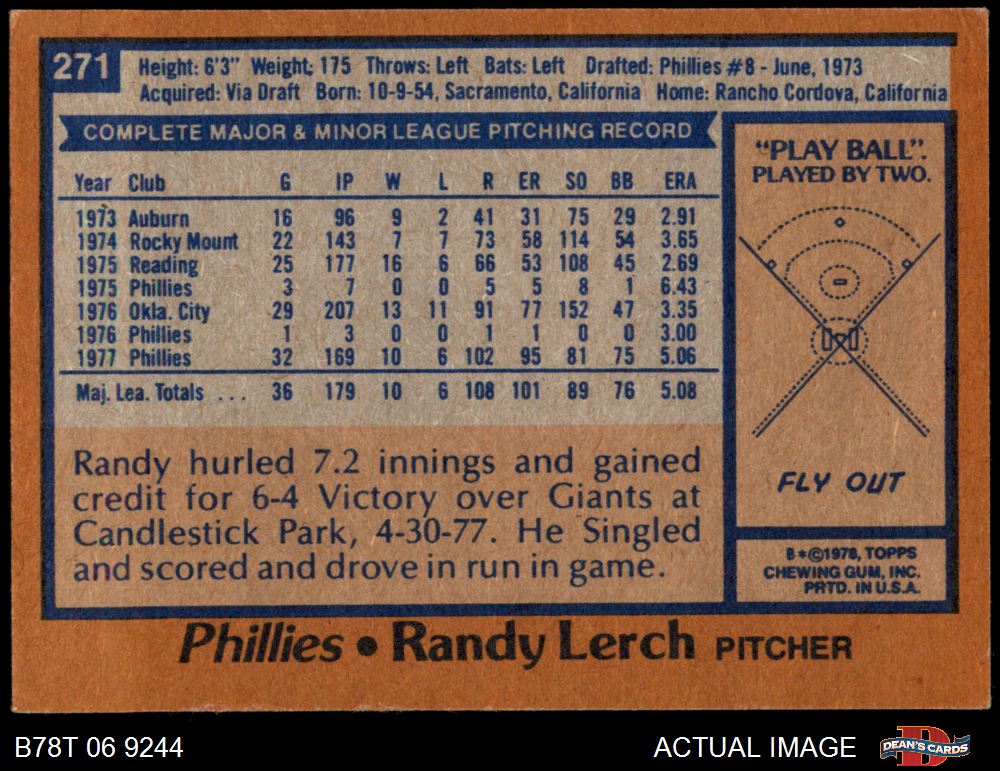 271
Height: 6'3" Weight: 175 Throws: Left Bats: Left Drafted: Phillies #8 - June, 1973
Acquired: Via Draft Born: 10-9-54, Sacramento, California Home: Rancho Cordova, California
COMPLETE MAJOR & MINOR LEAGUE PITCHING RECORD
Year Club G IP W L R ER SO BB ERA
1973 Auburn 16 96 9 2 41 31 75 29 2.91
1974 Rocky Mount 22 143 7 7 73 58 114 54 3.65
1975 Reading 25 177 16 6 66 53 108 45 2.69
1975 Phillies 3 7 0 0 5 5 8 1 6.43
1976 Okla. City 29 207 13 11 91 77 152 47 3.35
1976 Phillies 1 3 0 0 1 1 0 0 3.00
1977 Phillies 32 169 10 6 102 95 81 75 5.06
Maj. Lea. Totals ... 36 179 10 6 108 101 89 76 5.08
Randy hurled 7.2 innings and gained
credit for 6-4 Victory over Giants at
Candlestick Park, 4-30-77. He Singled
and scored and drove in run in game.
"PLAY BALL".
PLAYED BY TWO.
FLY OUT
B*©1978, TOPPS
CHEWING GUM, INC.
PRTD. IN U.S.A.
Phillies • Randy Lerch PITCHER
B78T 06 9244
ACTUAL IMAGE
DEAN'S CARDS